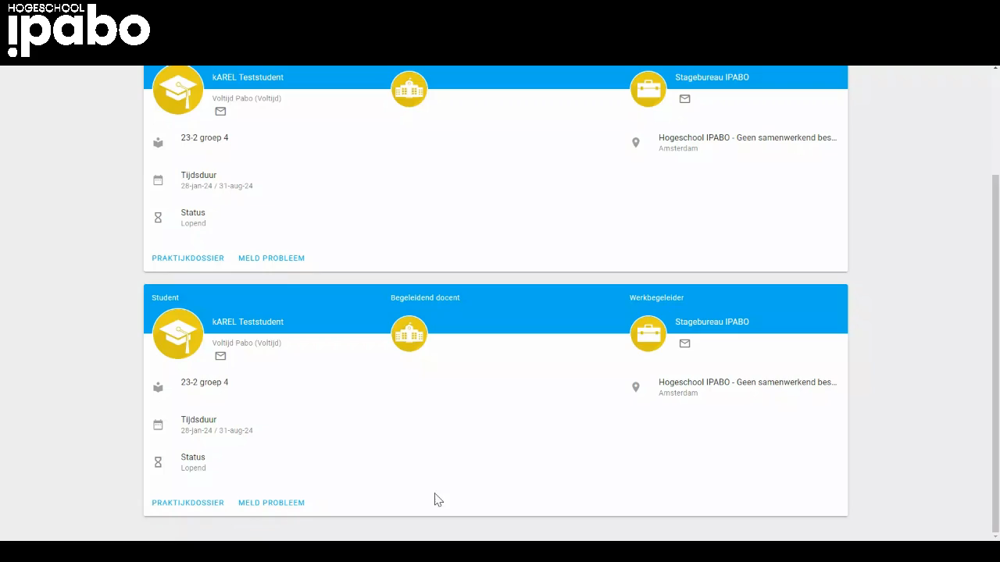 HOGESCHOOL
ipabo
kAREL Teststudent
Stagebureau IPABO
Voltijd Pabo (Voltijd)
23-2 groep 4
Hogeschool IPABO - Geen samenwerkend bes...
Amsterdam
Tijdsduur
28-jan-24 / 31-aug-24
Status
Lopend
PRAKTIJKDOSSIER MELD PROBLEEM
Student Begeleidend docent Werkbegeleider
kAREL Teststudent
Stagebureau IPABO
Voltijd Pabo (Voltijd)
23-2 groep 4
Hogeschool IPABO - Geen samenwerkend bes...
Amsterdam
Tijdsduur
28-jan-24 / 31-aug-24
Status
Lopend
PRAKTIJKDOSSIER MELD PROBLEEM